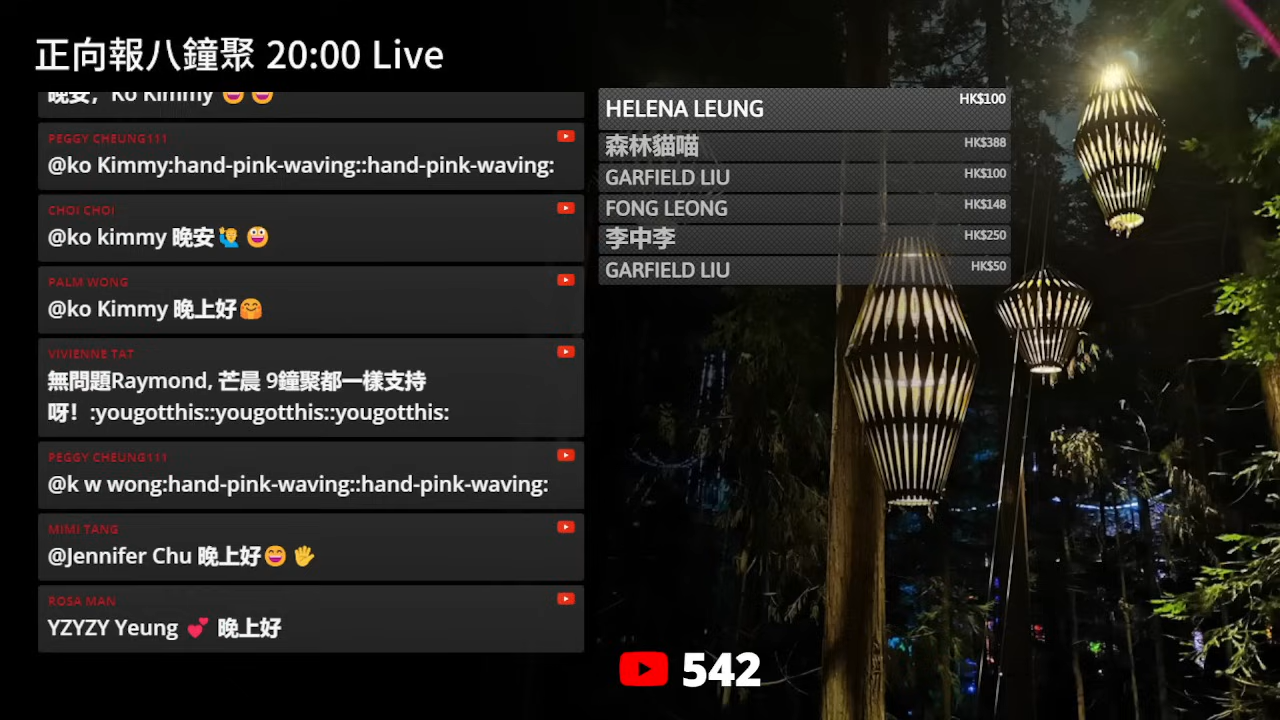 正向報八鐘聚 20:00 Live
晚安，Ko Kimmy 😄 😄
PEGGY CHEUNG111
@ko Kimmy:hand-pink-waving::hand-pink-waving:
CHOI CHOI
@ko kimmy 晚安🙋‍♂️ 🤩
PALM WONG
@ko Kimmy 晚上好🤗
VIVIENNE TAT
無問題Raymond, 芒晨 9鐘聚都一樣支持
呀！:yougotthis::yougotthis::yougotthis:
PEGGY CHEUNG111
@k w wong:hand-pink-waving::hand-pink-waving:
MIMI TANG
@Jennifer Chu 晚上好😄 🖐
ROSA MAN
YZYZY Yeung 💕 晚上好
HELENA LEUNG HK$100
森林貓喵 HK$388
GARFIELD LIU HK$100
FONG LEONG HK$148
李中李 HK$250
GARFIELD LIU HK$50
542